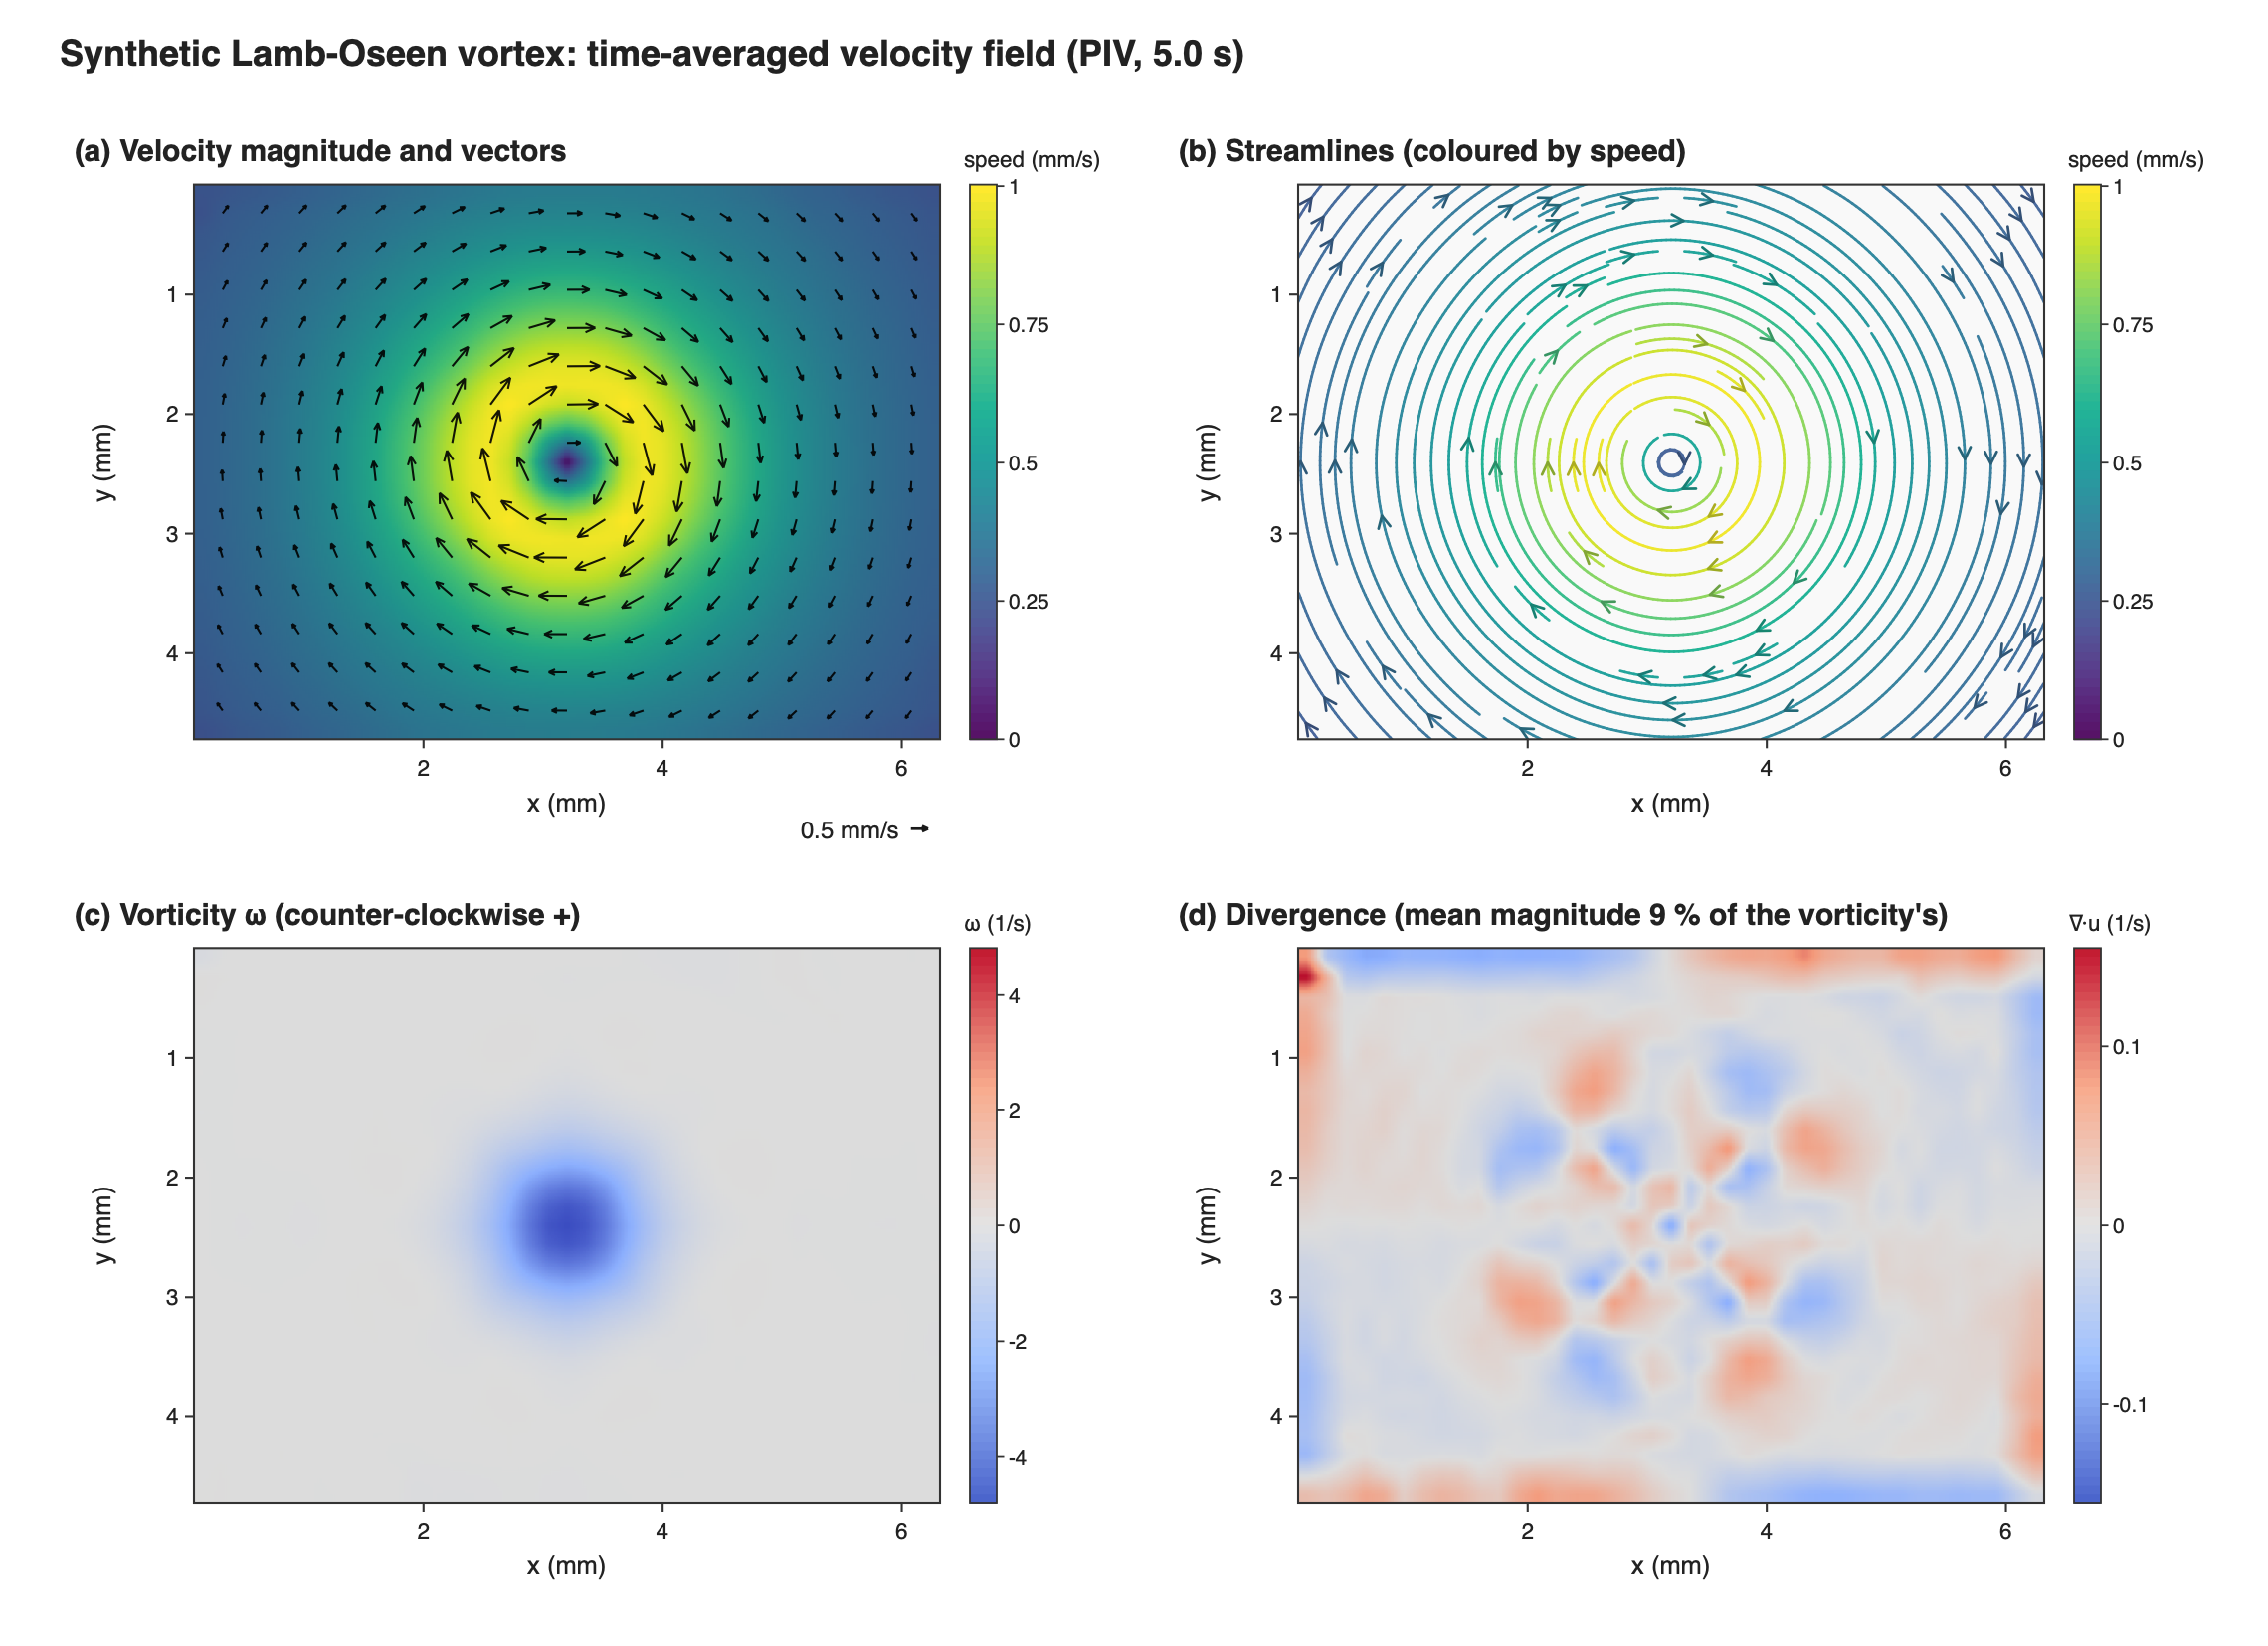 Synthetic Lamb-Oseen vortex: time-averaged velocity field (PIV, 5.0 s)
(a) Velocity magnitude and vectors
speed (mm/s)
1
0.75
0.5
0.25
0
y (mm)
1
2
3
4
2
4
6
x (mm)
0.5 mm/s
(b) Streamlines (coloured by speed)
speed (mm/s)
1
0.75
0.5
0.25
0
y (mm)
1
2
3
4
2
4
6
x (mm)
(c) Vorticity ω (counter-clockwise +)
ω (1/s)
4
2
0
-2
-4
y (mm)
1
2
3
4
2
4
6
x (mm)
(d) Divergence (mean magnitude 9 % of the vorticity's)
∇·u (1/s)
0.1
0
-0.1
y (mm)
1
2
3
4
2
4
6
x (mm)